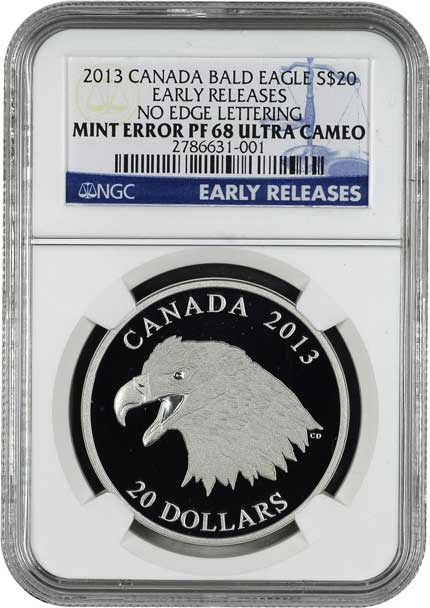 2013 CANADA BALD EAGLE S$20
EARLY RELEASES
NO EDGE LETTERING
MINT ERROR PF 68 ULTRA CAMEO
2786631-001
NGC
EARLY RELEASES
CANADA 2013
CD
20 DOLLARS